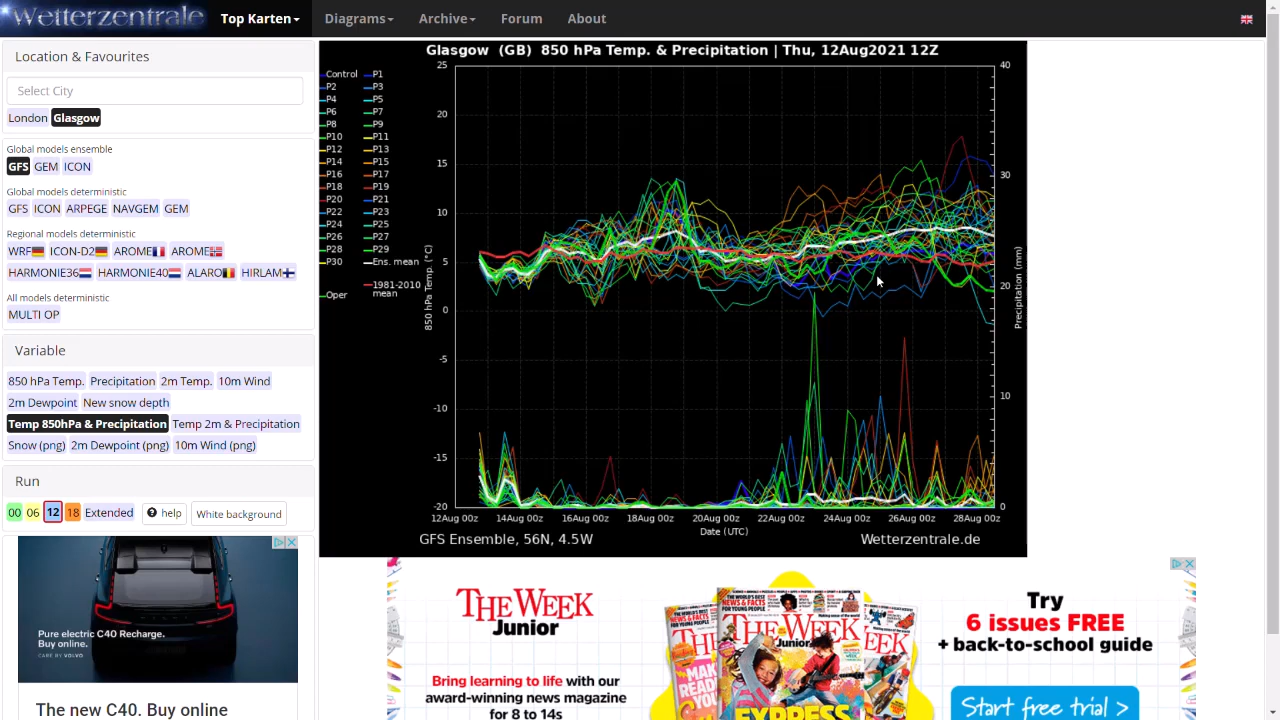 Wetterzentrale
Top Karten
Diagrams
Archive
Forum
About
Location & Favourites
Select City
London Glasgow
Global models ensemble
GFS GEM ICON
Global models deterministic
GFS ICON ARPEGE NAVGEM GEM
Regional models deterministic
WRF ICON-D2 AROME AROME
HARMONIE36 HARMONIE40 ALARO HIRLAM
All models deterministic
MULTI OP
Variable
850 hPa Temp. Precipitation 2m Temp. 10m Wind
2m Dewpoint New snow depth
Temp 850hPa & Precipitation Temp 2m & Precipitation
Snow (png) 2m Dewpoint (png) 10m Wind (png)
Run
00 06 12 18 Extended help White background
Pure electric C40 Recharge.
Buy online.
CARE BY VOLVO
The new C40. Buy online
Glasgow (GB) 850 hPa Temp. & Precipitation | Thu, 12Aug2021 12Z
Control P1
P2 P3
P4 P5
P6 P7
P8 P9
P10 P11
P12 P13
P14 P15
P16 P17
P18 P19
P20 P21
P22 P23
P24 P25
P26 P27
P28 P29
P30 Ens. mean
Oper 1981-2010
mean
850 hPa Temp. (°C)
25
20
15
10
5
0
-5
-10
-15
-20
40
30
20
10
0
Precipitation (mm)
12Aug 00z 14Aug 00z 16Aug 00z 18Aug 00z 20Aug 00z 22Aug 00z 24Aug 00z 26Aug 00z 28Aug 00z
Date (UTC)
GFS Ensemble, 56N, 4.5W
Wetterzentrale.de
THE WEEK
Junior
Bring learning to life with our
award-winning news magazine
for 8 to 14s
THE WEEK
Junior
EXPRESS
Try
6 issues FREE
+ back-to-school guide
Start free trial >